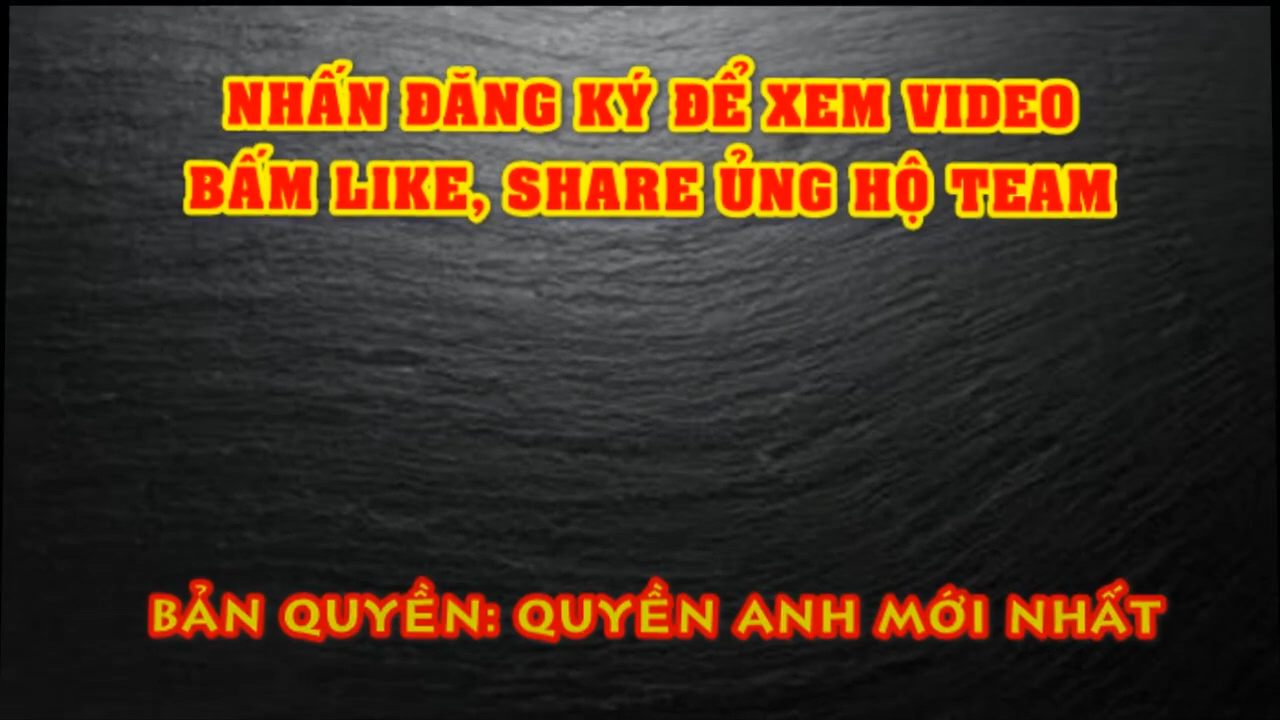 NHẤN ĐĂNG KÝ ĐỂ XEM VIDEO
BẤM LIKE, SHARE ỦNG HỘ TEAM
BẢN QUYỀN: QUYỀN ANH MỚI NHẤT